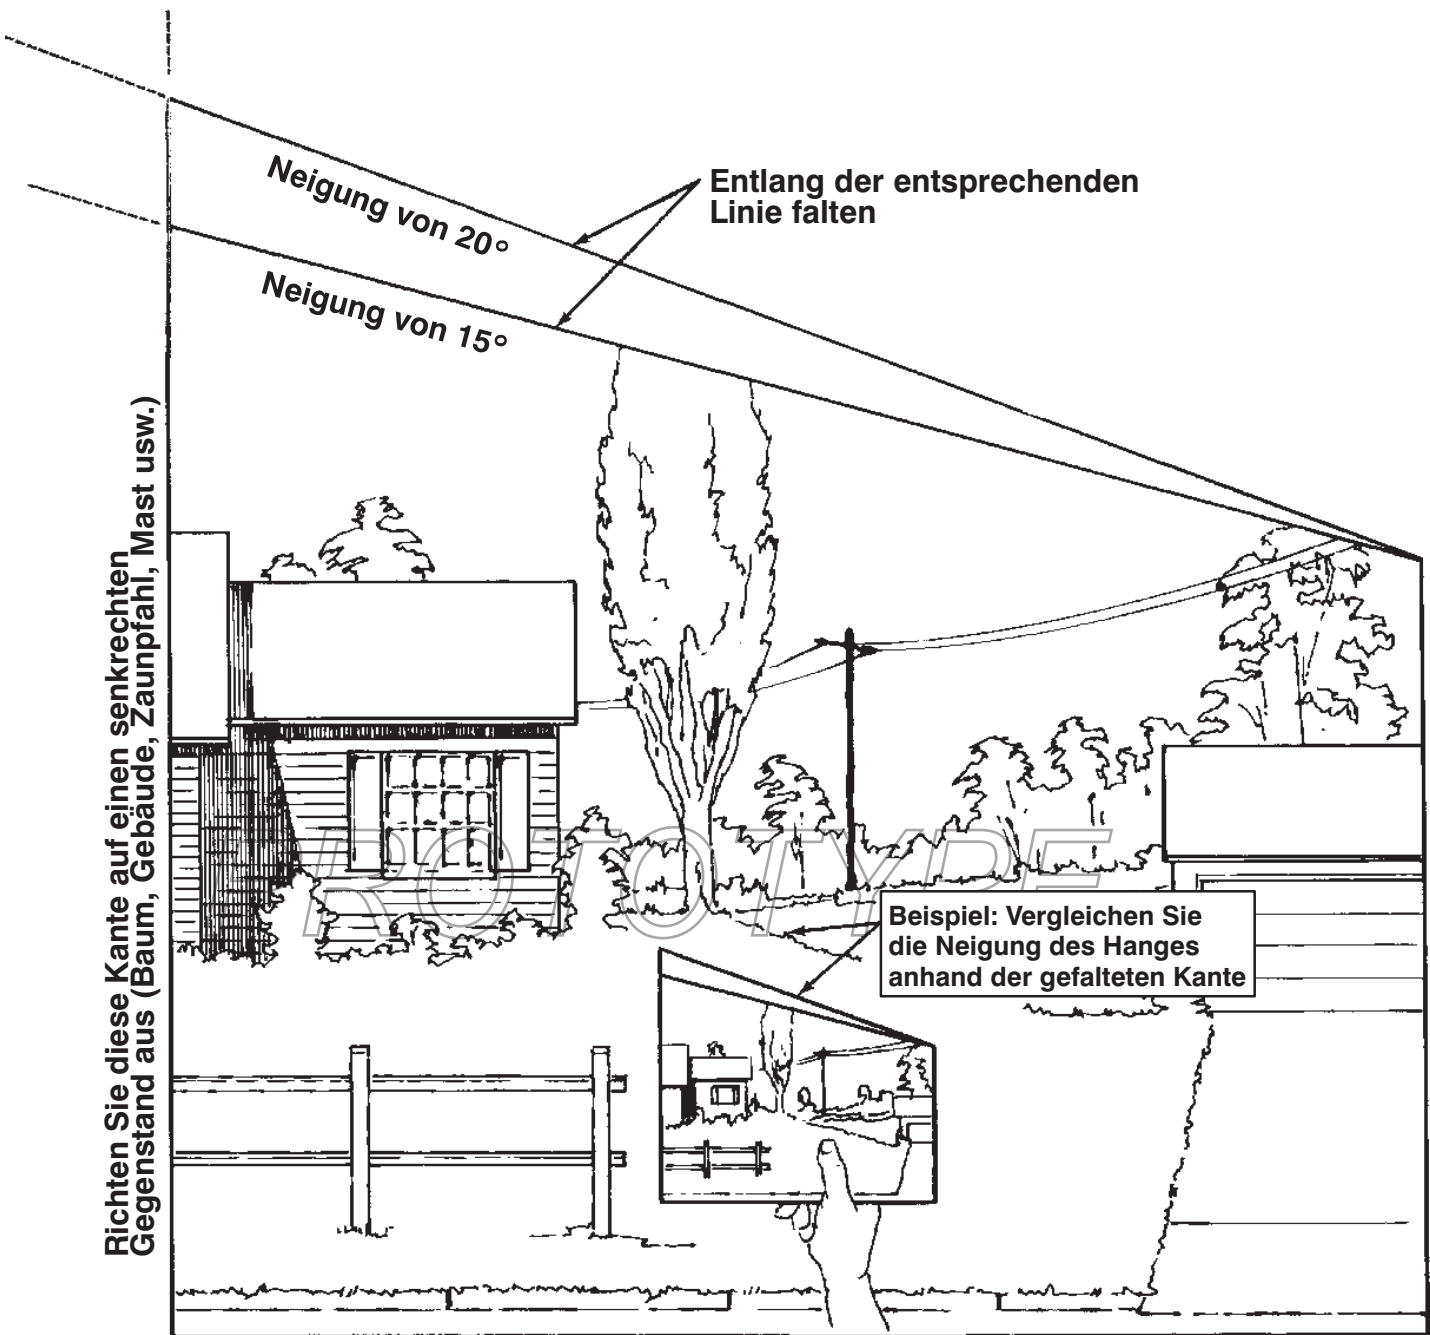 Neigung von 20°
Entlang der entsprechenden
Linie falten
Neigung von 15°
Richten Sie diese Kante auf einen senkrechten
Gegenstand aus (Baum, Gebäude, Zaunpfahl, Mast usw.)
ROTOTYPE
Beispiel: Vergleichen Sie
die Neigung des Hanges
anhand der gefalteten Kante